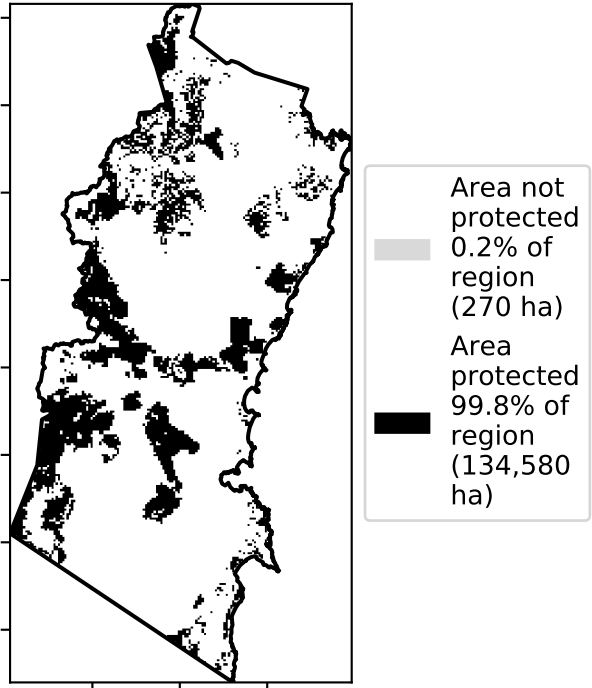 Area not
protected
0.2% of
region
(270 ha)
Area
protected
99.8% of
region
(134,580
ha)